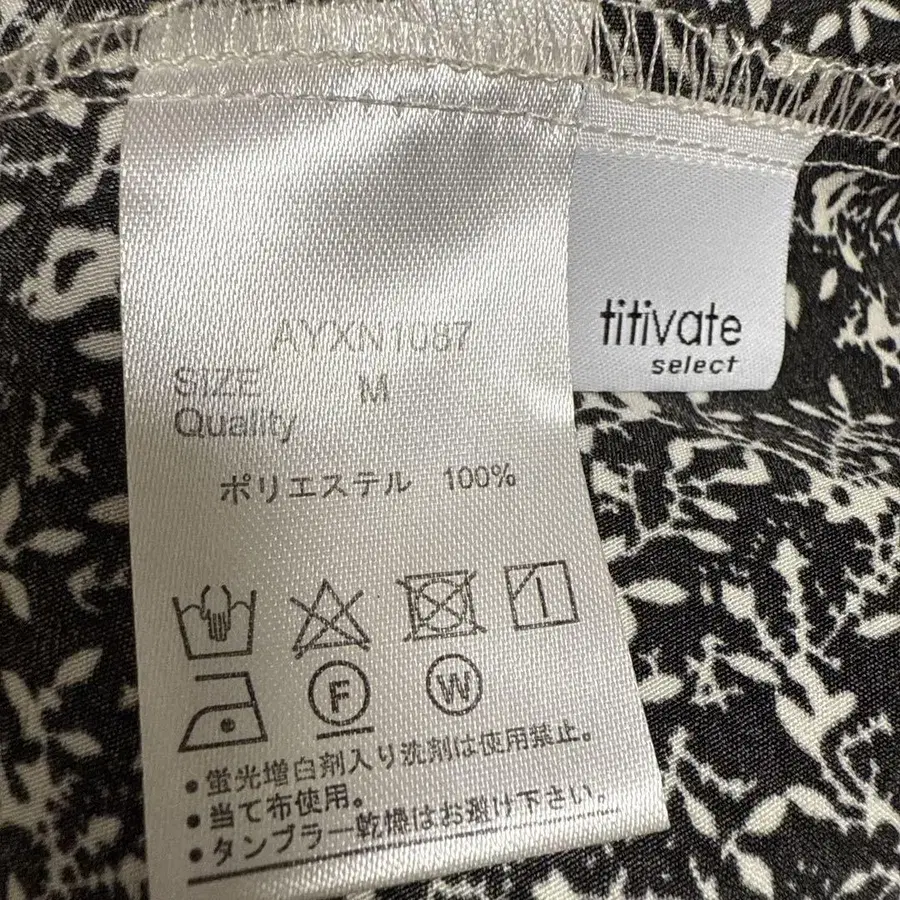 AYXN1087
SIZE M
Quality
ポリエステル 100%
F
W
●蛍光増白剤入り洗剤は使用禁止。
●当て布使用。
●タンブラー乾燥はお避け下さい。
titivate
select